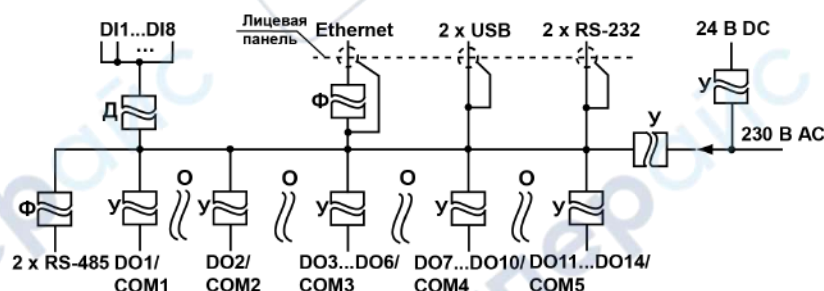 DI1...DI8
...
Лицевая
панель
Ethernet
2 x USB
2 x RS-232
24 В DC
Д
Ф
У
У
230 В АС
Ф
У
О
У
О
У
О
У
О
У
2 x RS-485
DO1/
COM1
DO2/
COM2
DO3...DO6/
COM3
DO7...DO10/
COM4
DO11...DO14/
COM5